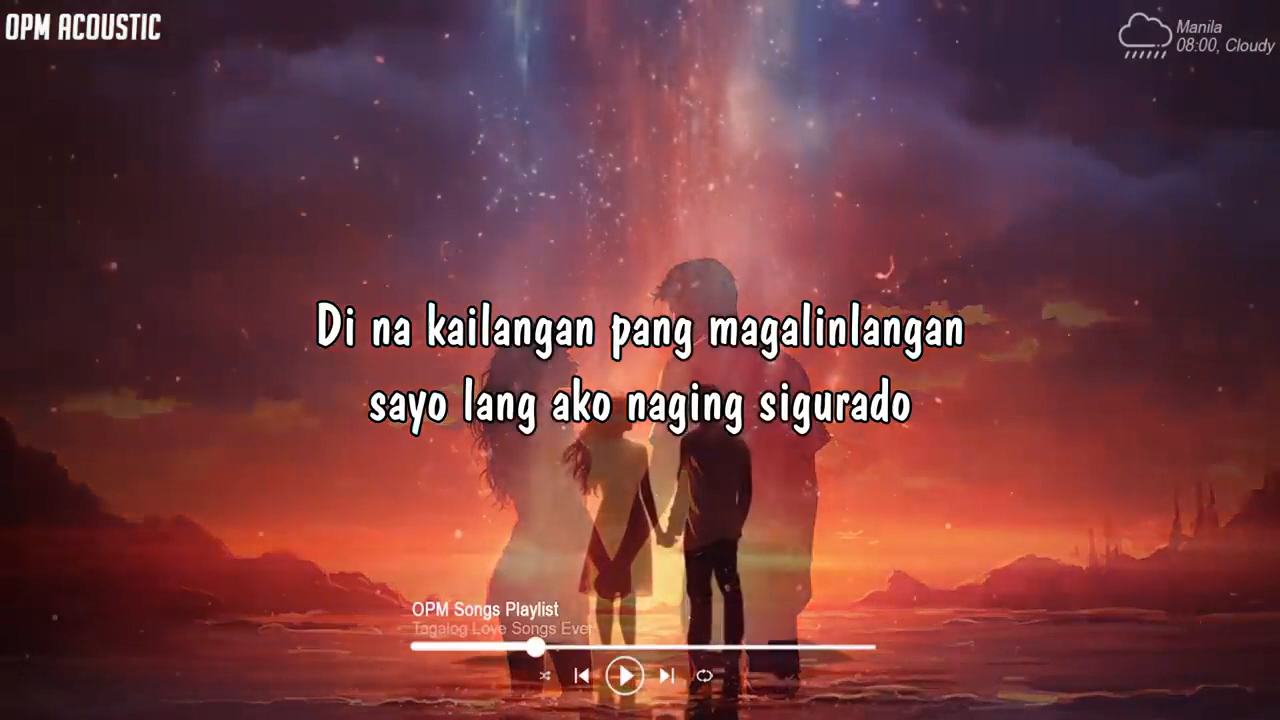 OPM ACOUSTIC
Manila
08:00, Cloudy
Di na kailangan pang magalinlangan
sayo lang ako naging sigurado
OPM Songs Playlist
Tagalog Love Songs Ever